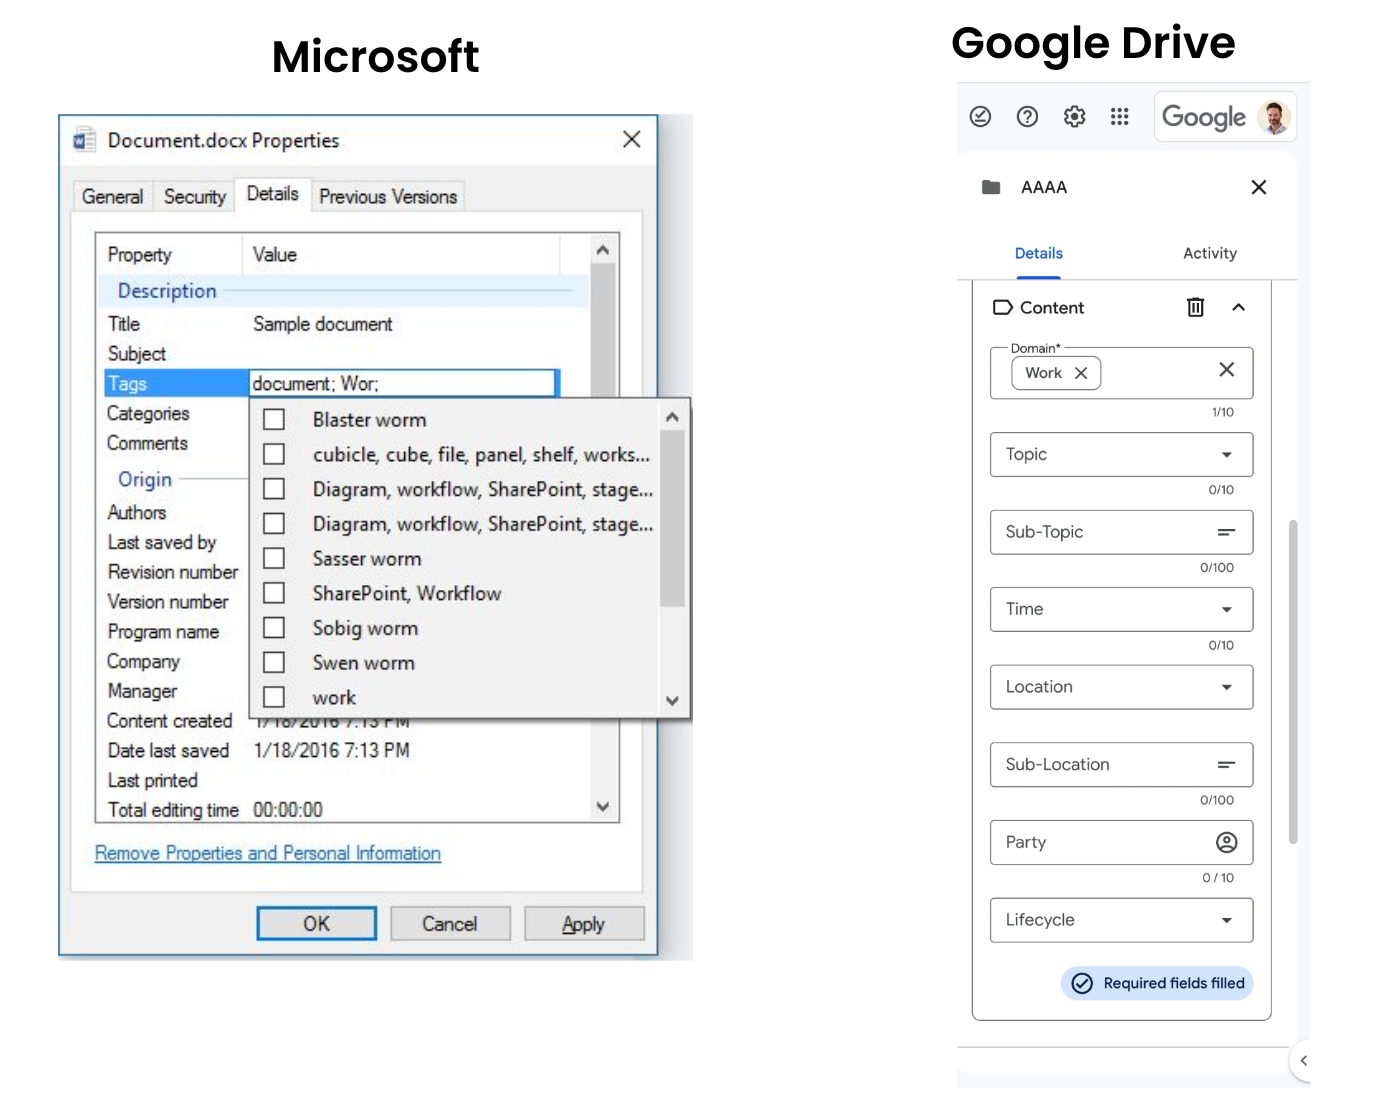 Microsoft
Document.docx Properties
General Security Details Previous Versions
Property Value
Description
Title Sample document
Subject
Tags document; Wor;
Categories
Comments
Origin
Authors
Last saved by
Revision number
Version number
Program name
Company
Manager
Blaster worm
cubicle, cube, file, panel, shelf, works...
Diagram, workflow, SharePoint, stage...
Diagram, workflow, SharePoint, stage...
Sasser worm
SharePoint, Workflow
Sobig worm
Swen worm
work
Content created 1/18/2016 7:13 PM
Date last saved 1/18/2016 7:13 PM
Last printed
Total editing time 00:00:00
Remove Properties and Personal Information
OK Cancel Apply
Google Drive
Google
AAAA
Details Activity
Content
Domain*
Work
1/10
Topic
0/10
Sub-Topic
0/100
Time
0/10
Location
Sub-Location
0/100
Party
0 / 10
Lifecycle
Required fields filled